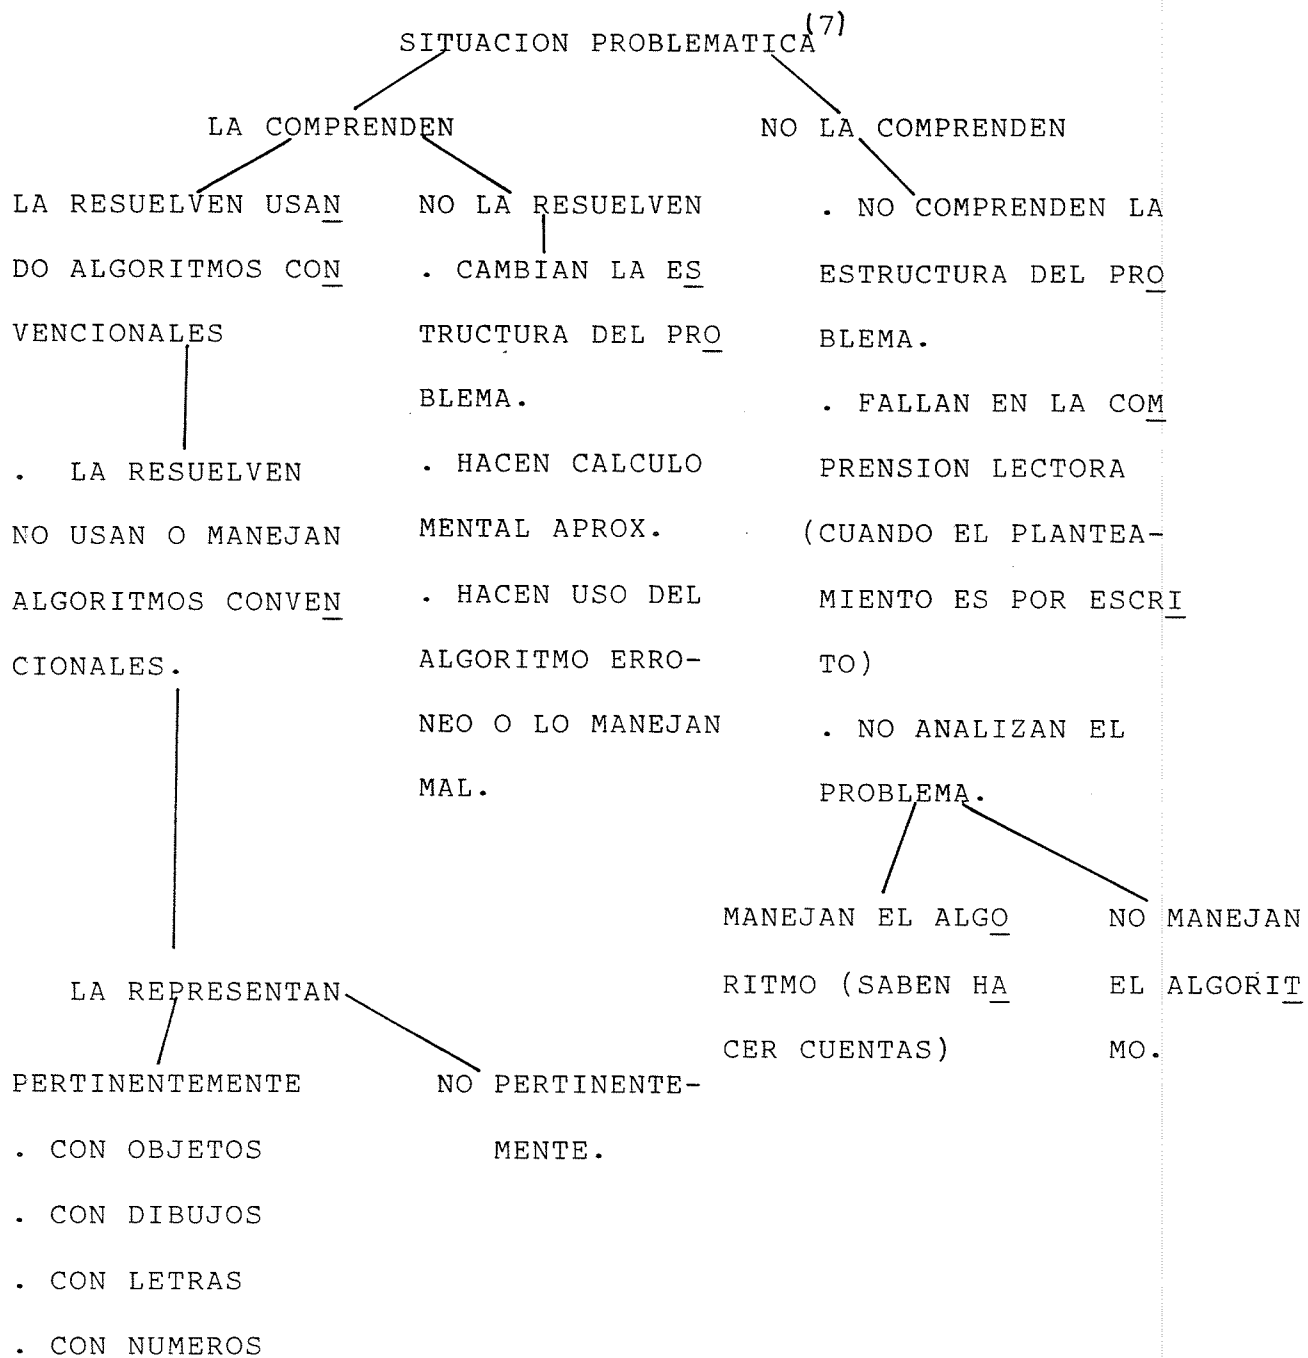 SITUACION PROBLEMATICA (7)
LA COMPRENDEN
NO LA COMPRENDEN
LA RESUELVEN USAN
DO ALGORITMOS CON
VENCIONALES
. LA RESUELVEN
NO USAN O MANEJAN
ALGORITMOS CONVEN
CIONALES.
NO LA RESUELVEN
. CAMBIAN LA ES
TRUCTURA DEL PRO
BLEMA.
. HACEN CALCULO
MENTAL APROX.
. HACEN USO DEL
ALGORITMO ERRO-
NEO O LO MANEJAN
MAL.
. NO COMPRENDEN LA
ESTRUCTURA DEL PRO
BLEMA.
. FALLAN EN LA COM
PRENSION LECTORA
(CUANDO EL PLANTEA-
MIENTO ES POR ESCRI
TO)
. NO ANALIZAN EL
PROBLEMA.
MANEJAN EL ALGO
RITMO (SABEN HA
CER CUENTAS)
NO MANEJAN
EL ALGORIT
MO.
LA REPRESENTAN
PERTINENTEMENTE
. CON OBJETOS
. CON DIBUJOS
. CON LETRAS
. CON NUMEROS
NO PERTINENTE-
MENTE.